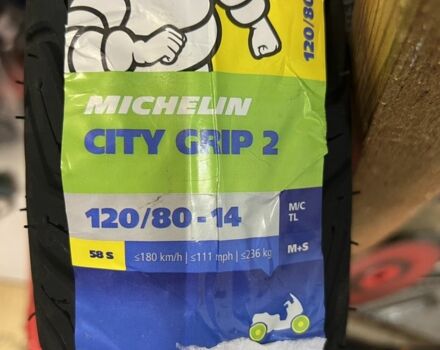 120/80
MICHELIN
CITY GRIP 2
120/80-14 M/C
TL
58 S ≤180 km/h | ≤111 mph | ≤236 kg M+S